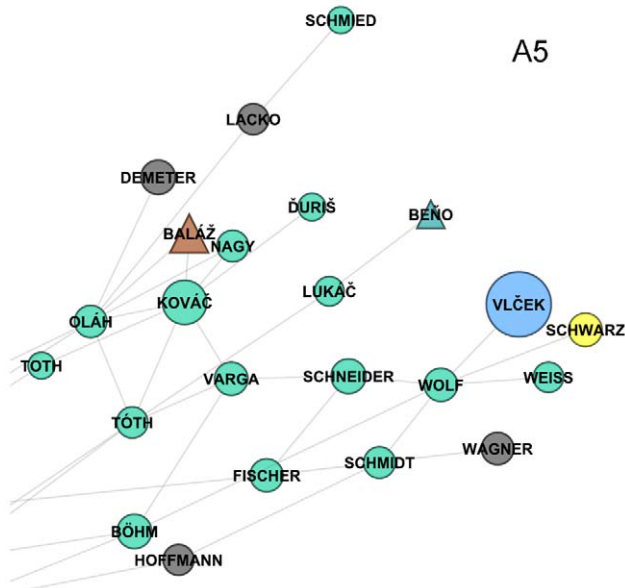 SCHMIED
A5
LACKO
DEMETER
ĎURIŠ
BEŇO
BALÁŽ
NAGY
LUKÁČ
KOVÁČ
VLČEK
OLÁH
SCHWARZ
TOTH
VARGA
SCHNEIDER
WOLF
WEISS
TÓTH
WAGNER
SCHMIDT
FISCHER
BÖHM
HOFFMANN